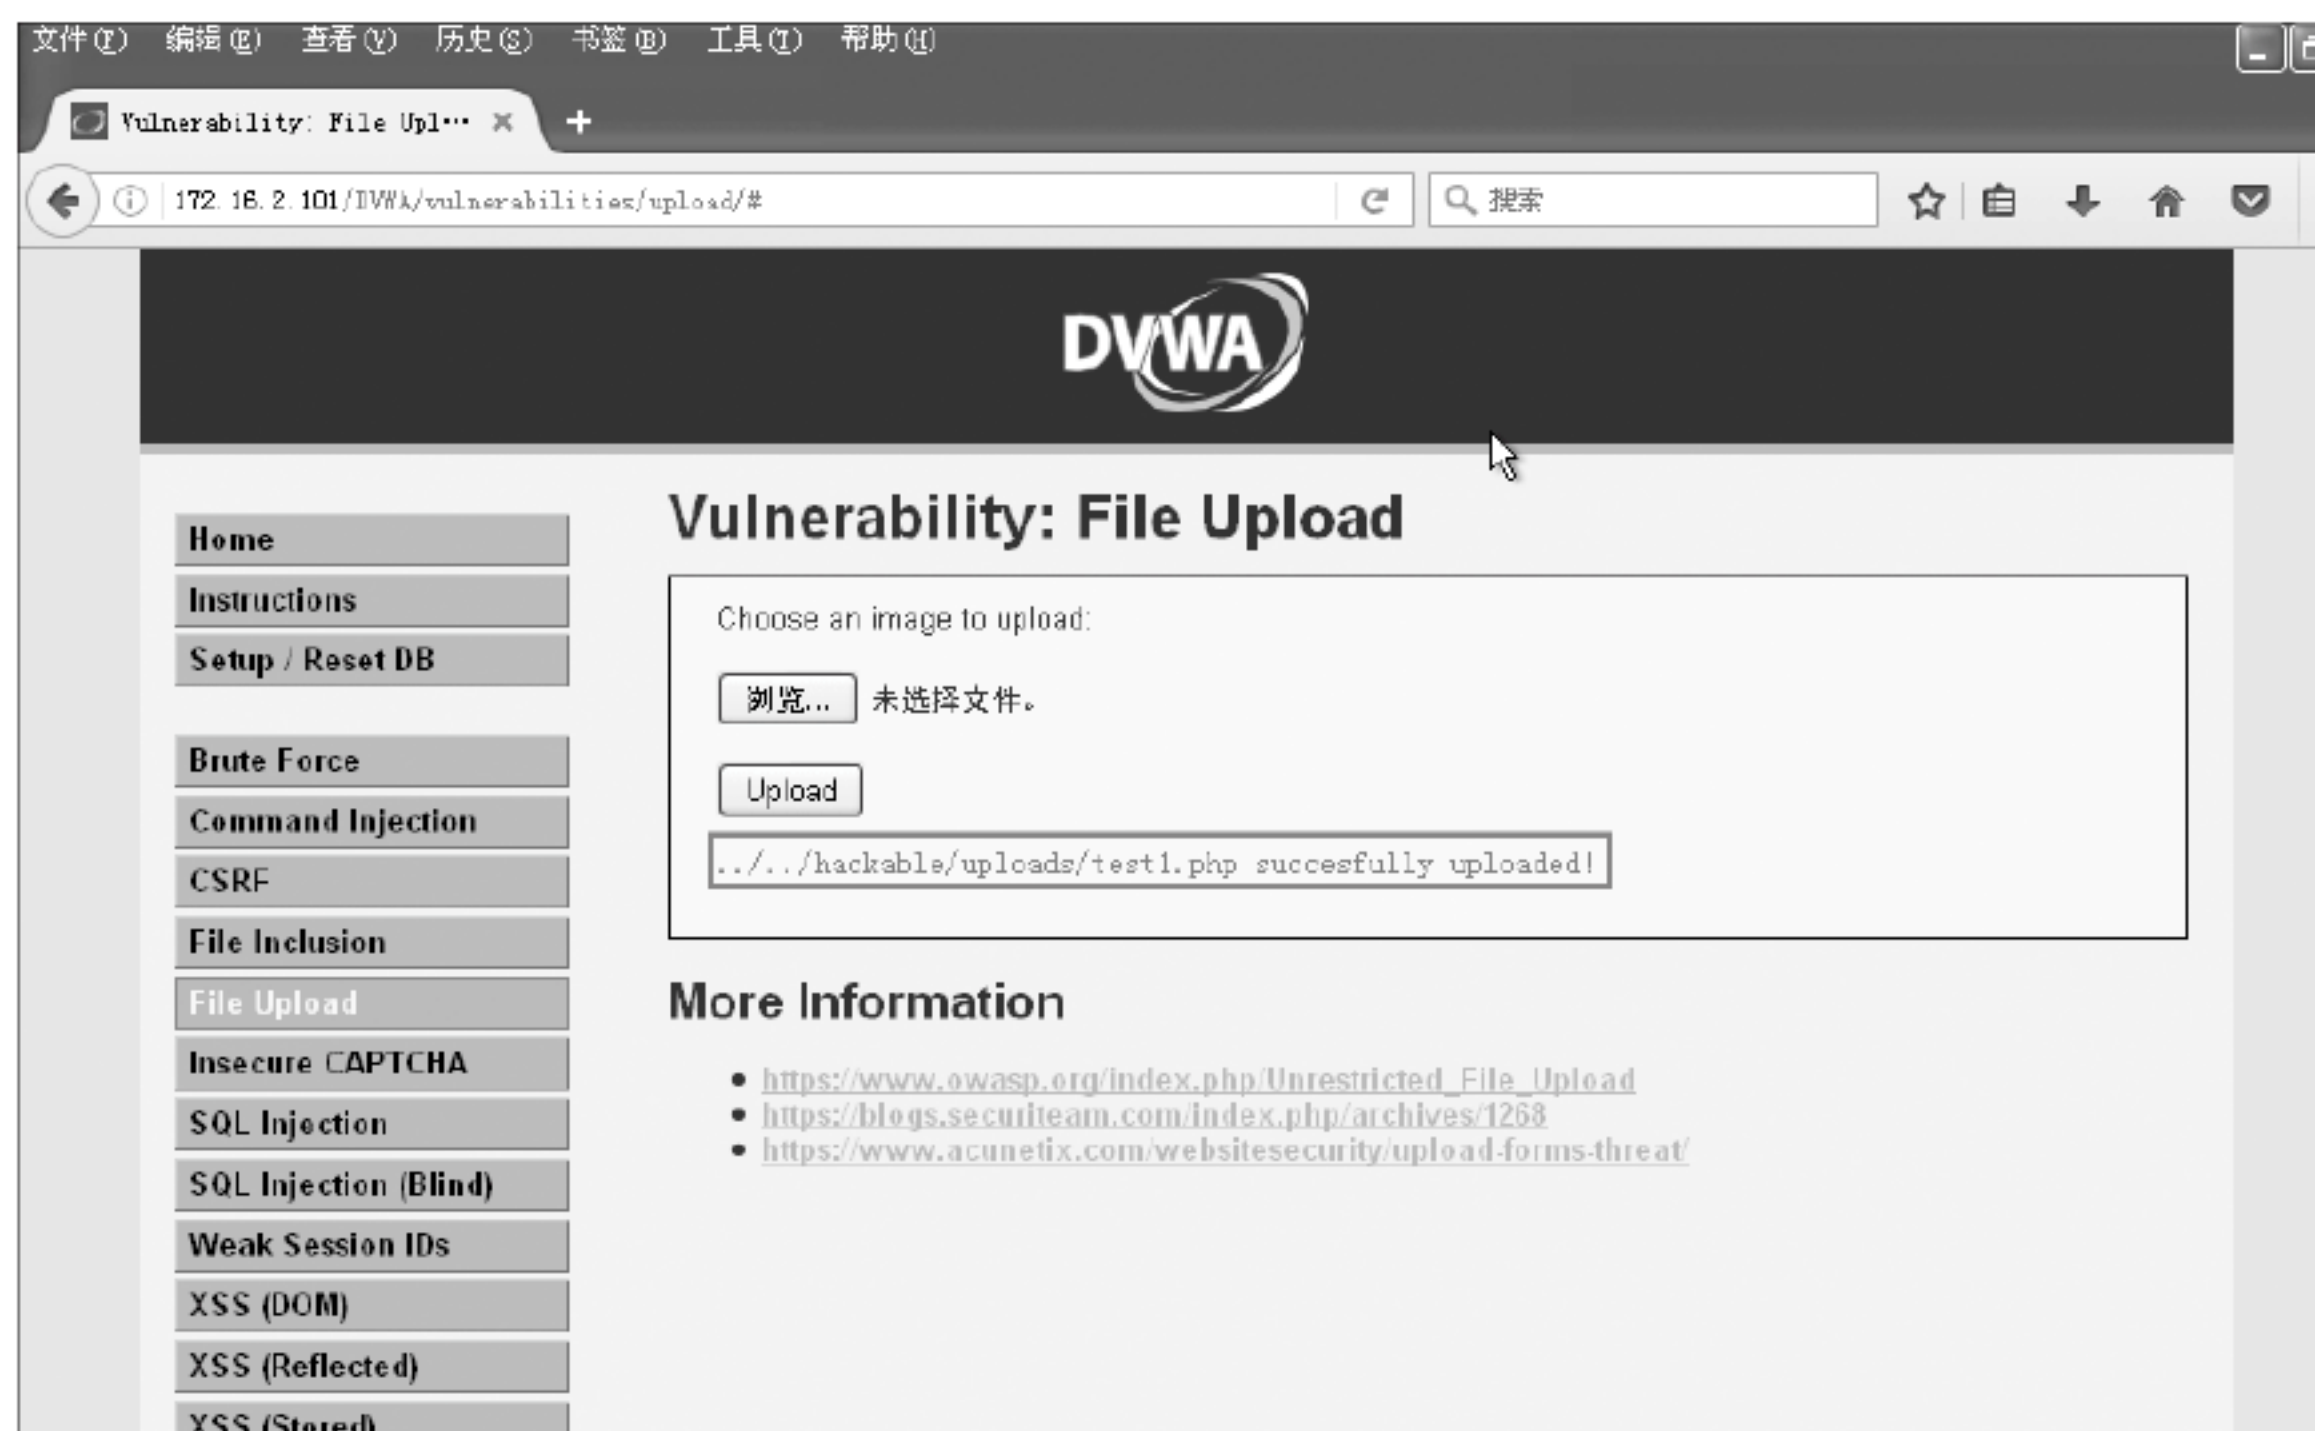 文件(F) 编辑(E) 查看(V) 历史(S) 书签(B) 工具(T) 帮助(H)
Vulnerability: File Upl…
172.16.2.101/DVWA/vulnerabilities/upload/#
搜索
DVWA
Vulnerability: File Upload
Home
Instructions
Setup / Reset DB
Brute Force
Command Injection
CSRF
File Inclusion
File Upload
Insecure CAPTCHA
SQL Injection
SQL Injection (Blind)
Weak Session IDs
XSS (DOM)
XSS (Reflected)
XSS (Stored)
Choose an image to upload:
浏览... 未选择文件。
Upload
../../hackable/uploads/test1.php succesfully uploaded!
More Information
https://www.owasp.org/index.php/Unrestricted_File_Upload
https://blogs.securiteam.com/index.php/archives/1268
https://www.acunetix.com/websitesecurity/upload-forms-threat/